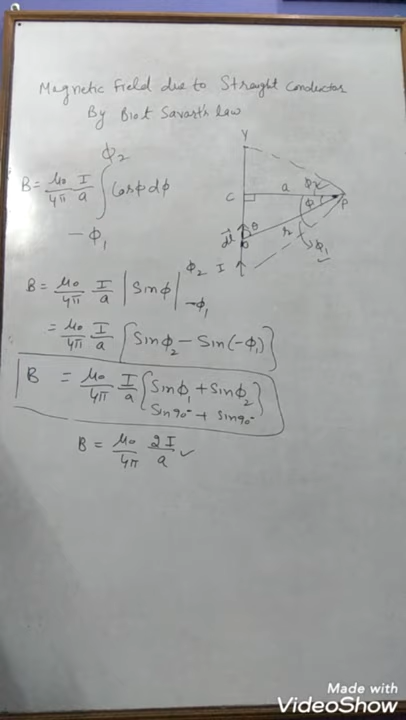 Magnetic Field due to Straight Conductor
By Biot Savart's law
B = μ₀/4π I/a ∫_{-ϕ₁}^{ϕ₂} Cosϕ dϕ
Y
C a ϕ₂ P
ϕ
θ r
dl
I ϕ₁
B = μ₀/4π I/a |Sinϕ|_{-ϕ₁}^{ϕ₂}
= μ₀/4π I/a [Sinϕ₂ − Sin(−ϕ₁)]
B = μ₀/4π I/a {Sinϕ₁ + Sinϕ₂}
Sin90° + Sin90°
B = μ₀/4π 2I/a ✓
Made with
VideoShow